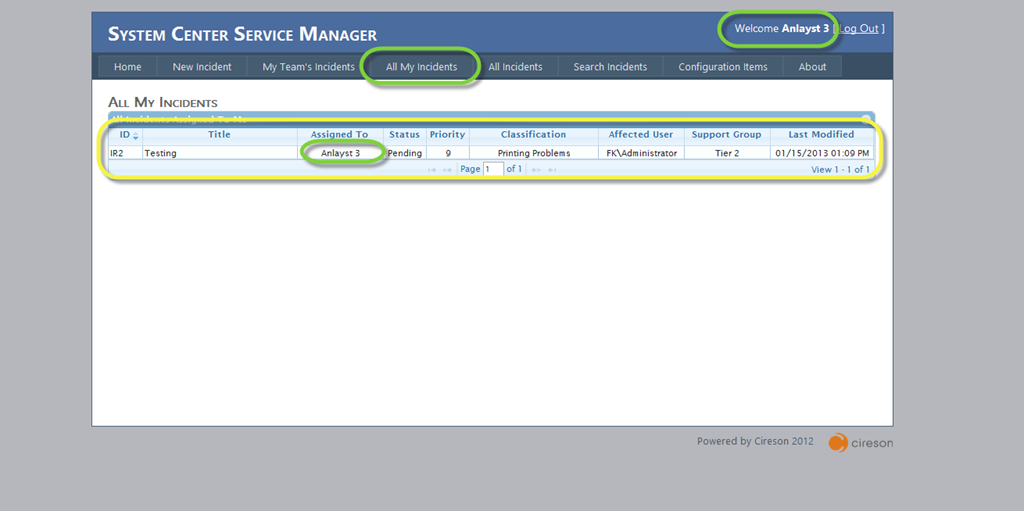 SYSTEM CENTER SERVICE MANAGER
Welcome Anlayst 3 [ Log Out ]
Home New Incident My Team's Incidents All My Incidents All Incidents Search Incidents Configuration Items About
ALL MY INCIDENTS
All Incidents Assigned To Me
ID Title Assigned To Status Priority Classification Affected User Support Group Last Modified
IR2 Testing Anlayst 3 Pending 9 Printing Problems FK\Administrator Tier 2 01/15/2013 01:09 PM
Page 1 of 1 View 1 - 1 of 1
Powered by Cireson 2012 cireson